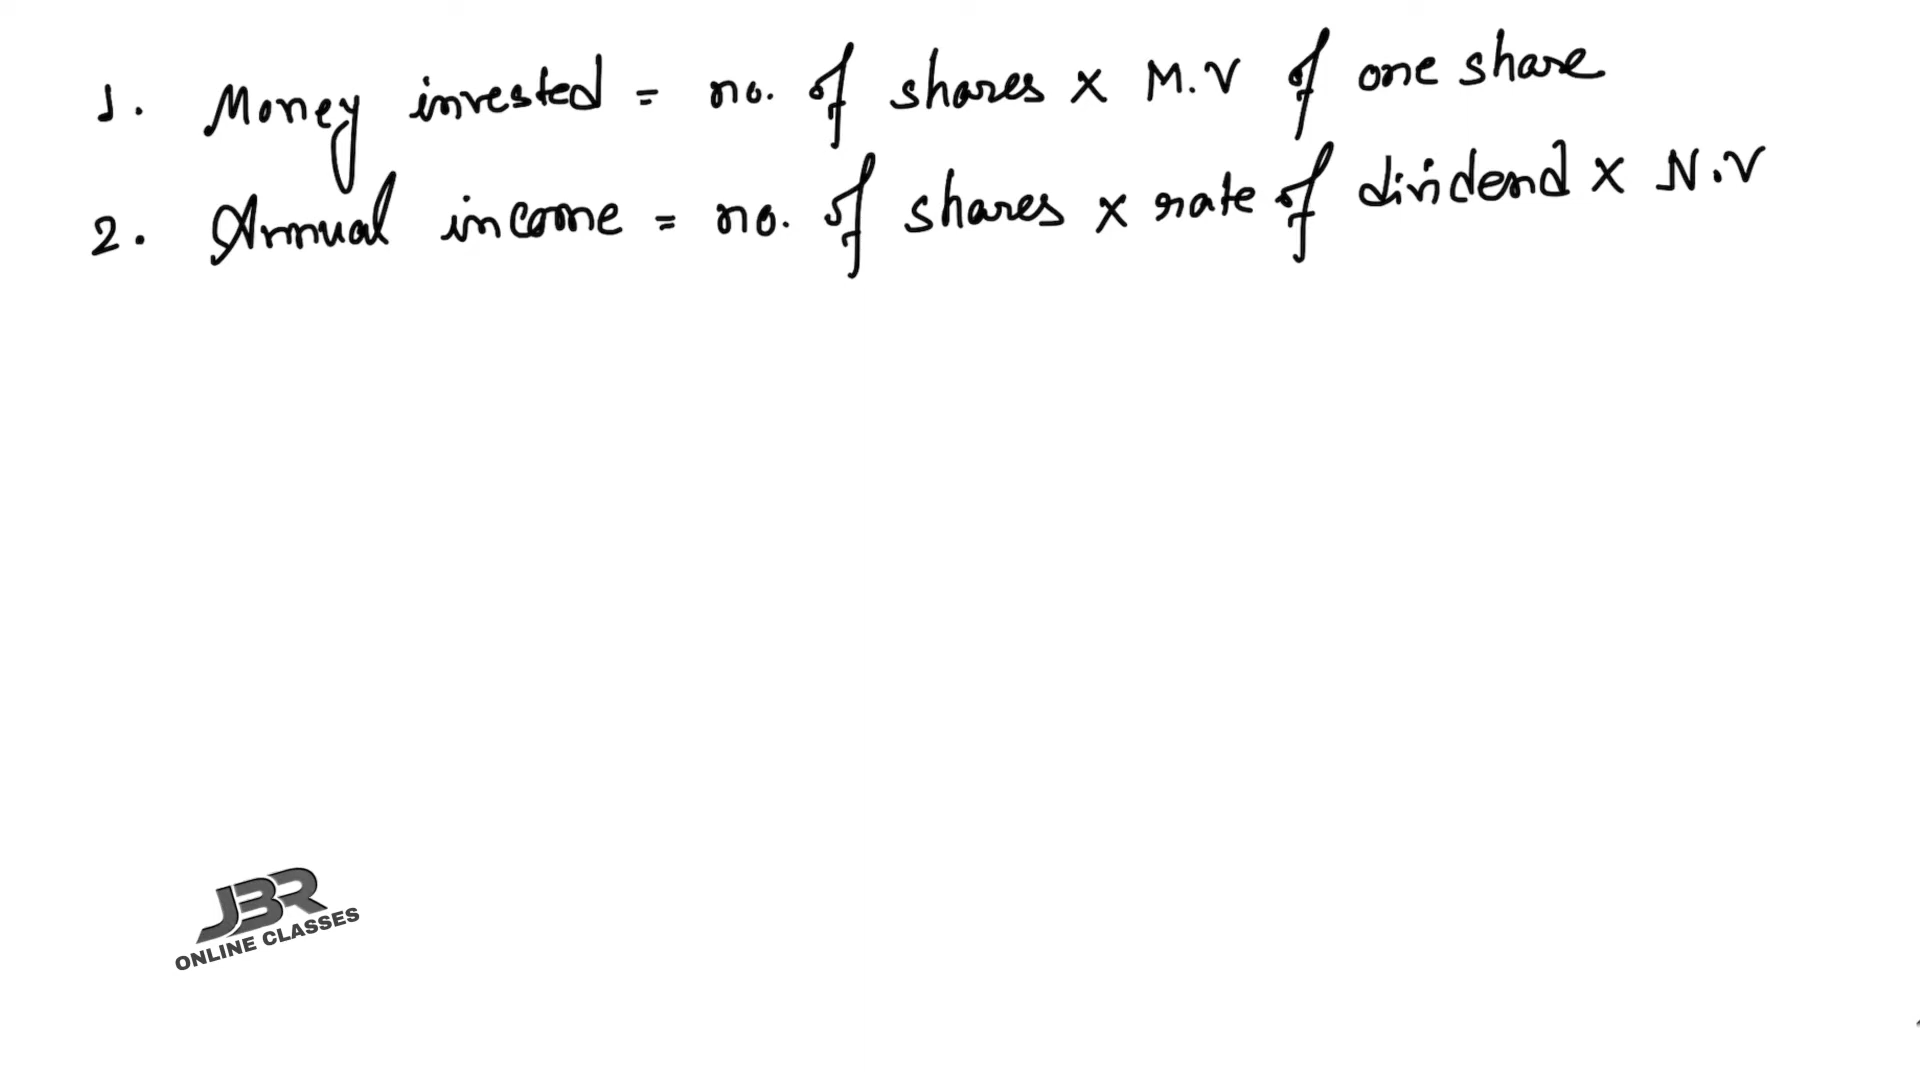 1. Money invested = no. of shares x M.V of one share
2. Annual income = no. of shares x rate of dividend x N.V
JBR
ONLINE CLASSES